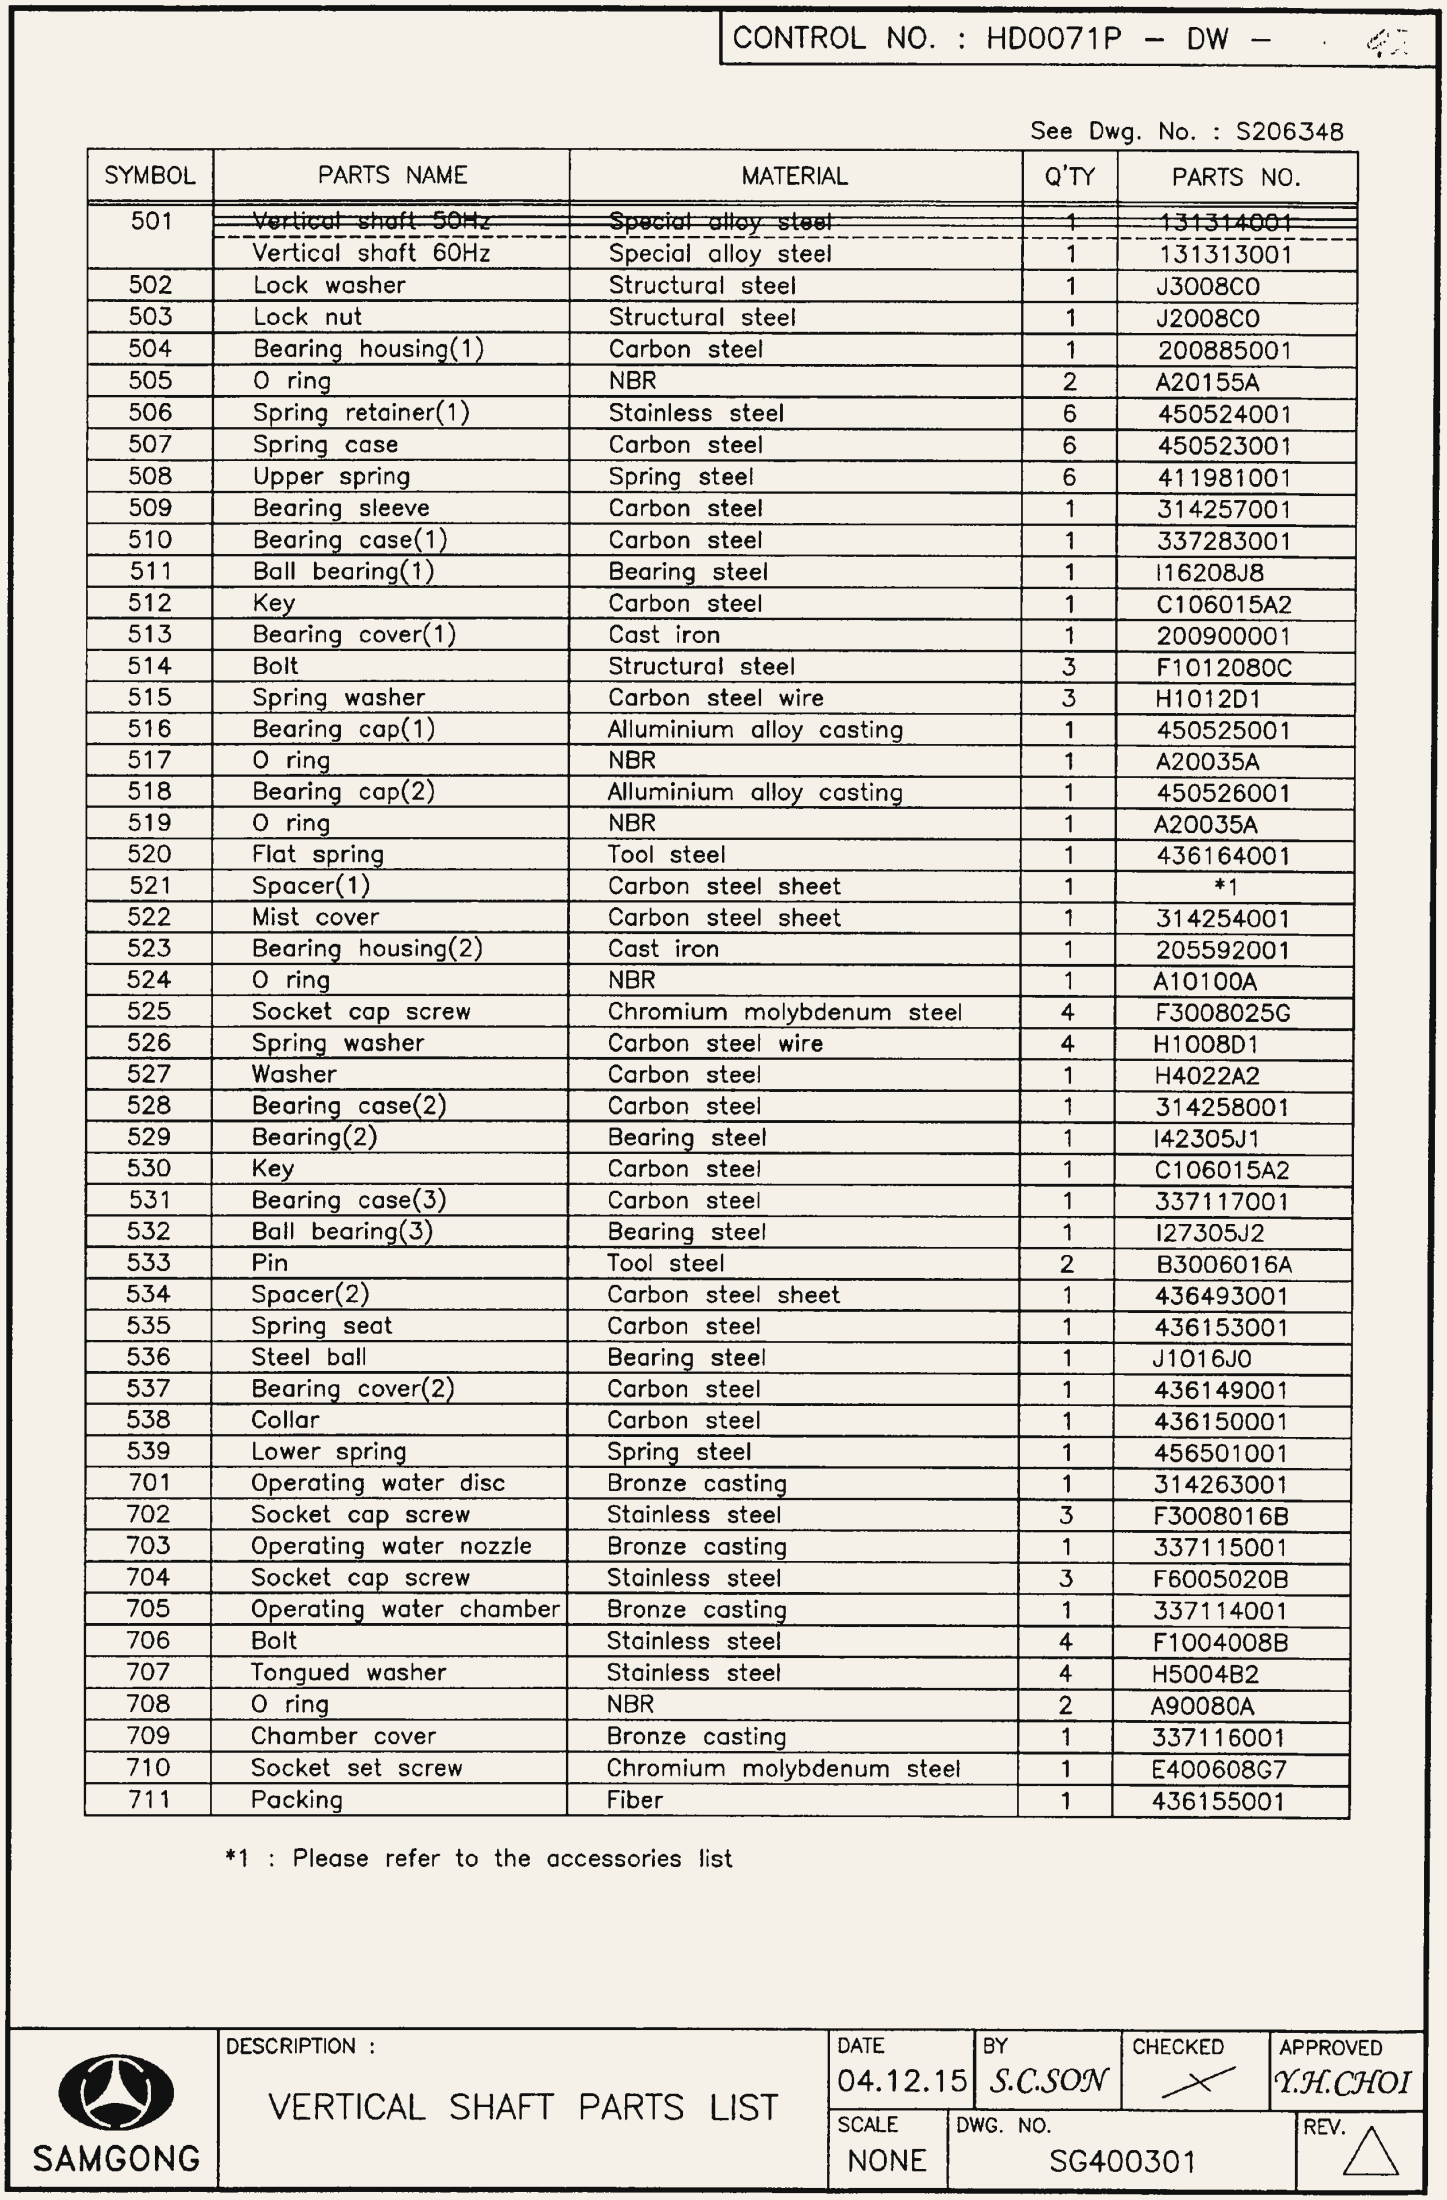 CONTROL NO. : HD0071P - DW -
See Dwg. No. : S206348
SYMBOL PARTS NAME MATERIAL Q'TY PARTS NO.
501 Vertical shaft 50Hz Special alloy steel 1 131314001
Vertical shaft 60Hz Special alloy steel 1 131313001
502 Lock washer Structural steel 1 J3008C0
503 Lock nut Structural steel 1 J2008C0
504 Bearing housing(1) Carbon steel 1 200885001
505 O ring NBR 2 A20155A
506 Spring retainer(1) Stainless steel 6 450524001
507 Spring case Carbon steel 6 450523001
508 Upper spring Spring steel 6 411981001
509 Bearing sleeve Carbon steel 1 314257001
510 Bearing case(1) Carbon steel 1 337283001
511 Ball bearing(1) Bearing steel 1 I16208J8
512 Key Carbon steel 1 C106015A2
513 Bearing cover(1) Cast iron 1 200900001
514 Bolt Structural steel 3 F1012080C
515 Spring washer Carbon steel wire 3 H1012D1
516 Bearing cap(1) Alluminium alloy casting 1 450525001
517 O ring NBR 1 A20035A
518 Bearing cap(2) Alluminium alloy casting 1 450526001
519 O ring NBR 1 A20035A
520 Flat spring Tool steel 1 436164001
521 Spacer(1) Carbon steel sheet 1 *1
522 Mist cover Carbon steel sheet 1 314254001
523 Bearing housing(2) Cast iron 1 205592001
524 O ring NBR 1 A10100A
525 Socket cap screw Chromium molybdenum steel 4 F3008025G
526 Spring washer Carbon steel wire 4 H1008D1
527 Washer Carbon steel 1 H4022A2
528 Bearing case(2) Carbon steel 1 314258001
529 Bearing(2) Bearing steel 1 I42305J1
530 Key Carbon steel 1 C106015A2
531 Bearing case(3) Carbon steel 1 337117001
532 Ball bearing(3) Bearing steel 1 I27305J2
533 Pin Tool steel 2 B3006016A
534 Spacer(2) Carbon steel sheet 1 436493001
535 Spring seat Carbon steel 1 436153001
536 Steel ball Bearing steel 1 J1016J0
537 Bearing cover(2) Carbon steel 1 436149001
538 Collar Carbon steel 1 436150001
539 Lower spring Spring steel 1 456501001
701 Operating water disc Bronze casting 1 314263001
702 Socket cap screw Stainless steel 3 F3008016B
703 Operating water nozzle Bronze casting 1 337115001
704 Socket cap screw Stainless steel 3 F6005020B
705 Operating water chamber Bronze casting 1 337114001
706 Bolt Stainless steel 4 F1004008B
707 Tongued washer Stainless steel 4 H5004B2
708 O ring NBR 2 A90080A
709 Chamber cover Bronze casting 1 337116001
710 Socket set screw Chromium molybdenum steel 1 E400608G7
711 Packing Fiber 1 436155001
*1 : Please refer to the accessories list
SAMGONG
DESCRIPTION :
VERTICAL SHAFT PARTS LIST
DATE BY CHECKED APPROVED
04.12.15 S.C.SON Y.H.CHOI
SCALE DWG. NO. REV.
NONE SG400301